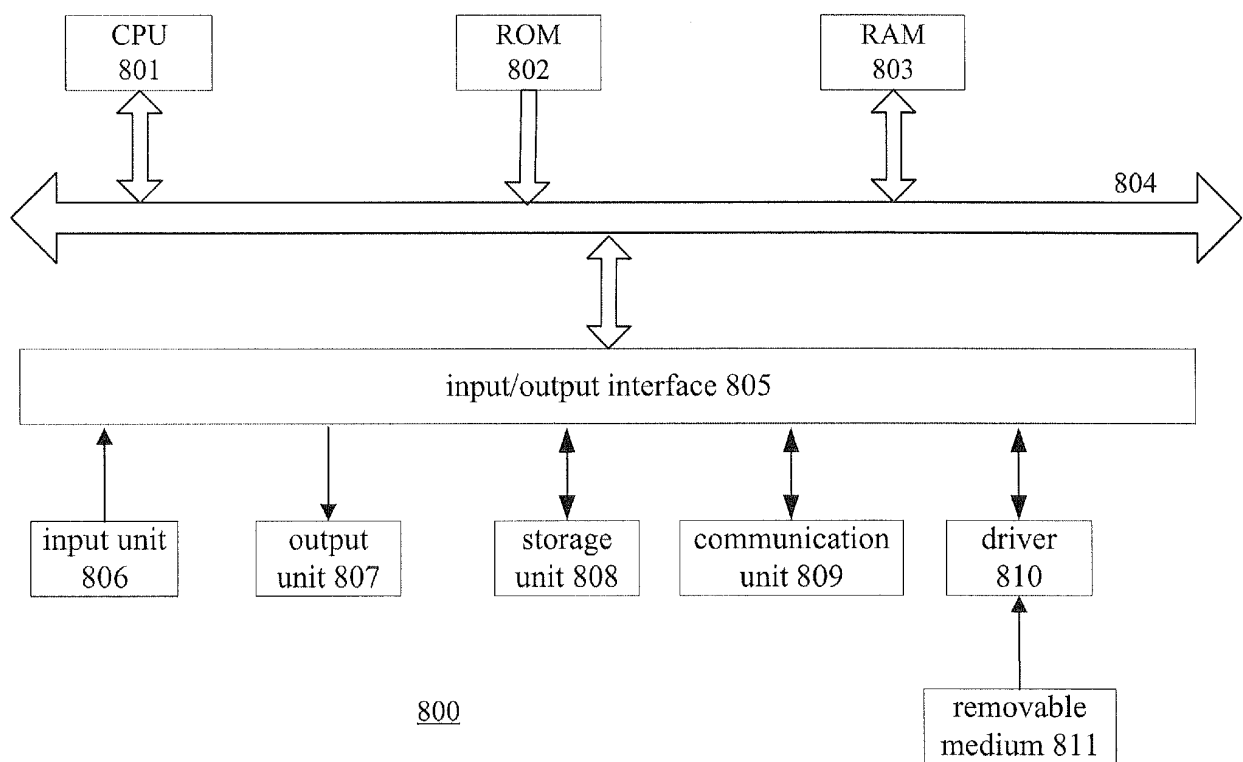 CPU
801
ROM
802
RAM
803
804
input/output interface 805
input unit
806
output
unit 807
storage
unit 808
communication
unit 809
driver
810
800
removable
medium 811